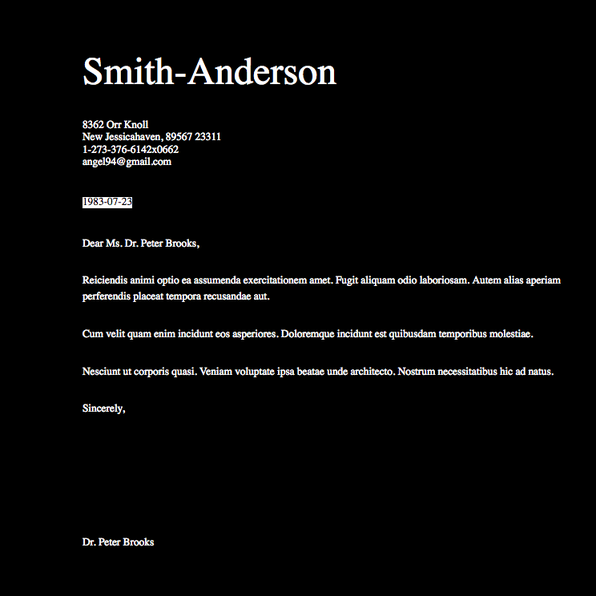 Smith-Anderson
8362 Orr Knoll
New Jessicahaven, 89567 23311
1-273-376-6142x0662
angel94@gmail.com
1983-07-23
Dear Ms. Dr. Peter Brooks,
Reiciendis animi optio ea assumenda exercitationem amet. Fugit aliquam odio laboriosam. Autem alias aperiam
perferendis placeat tempora recusandae aut.
Cum velit quam enim incidunt eos asperiores. Doloremque incidunt est quibusdam temporibus molestiae.
Nesciunt ut corporis quasi. Veniam voluptate ipsa beatae unde architecto. Nostrum necessitatibus hic ad natus.
Sincerely,
Dr. Peter Brooks